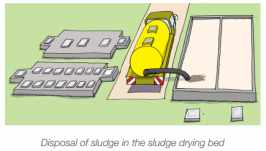 Disposal of sludge in the sludge drying bed